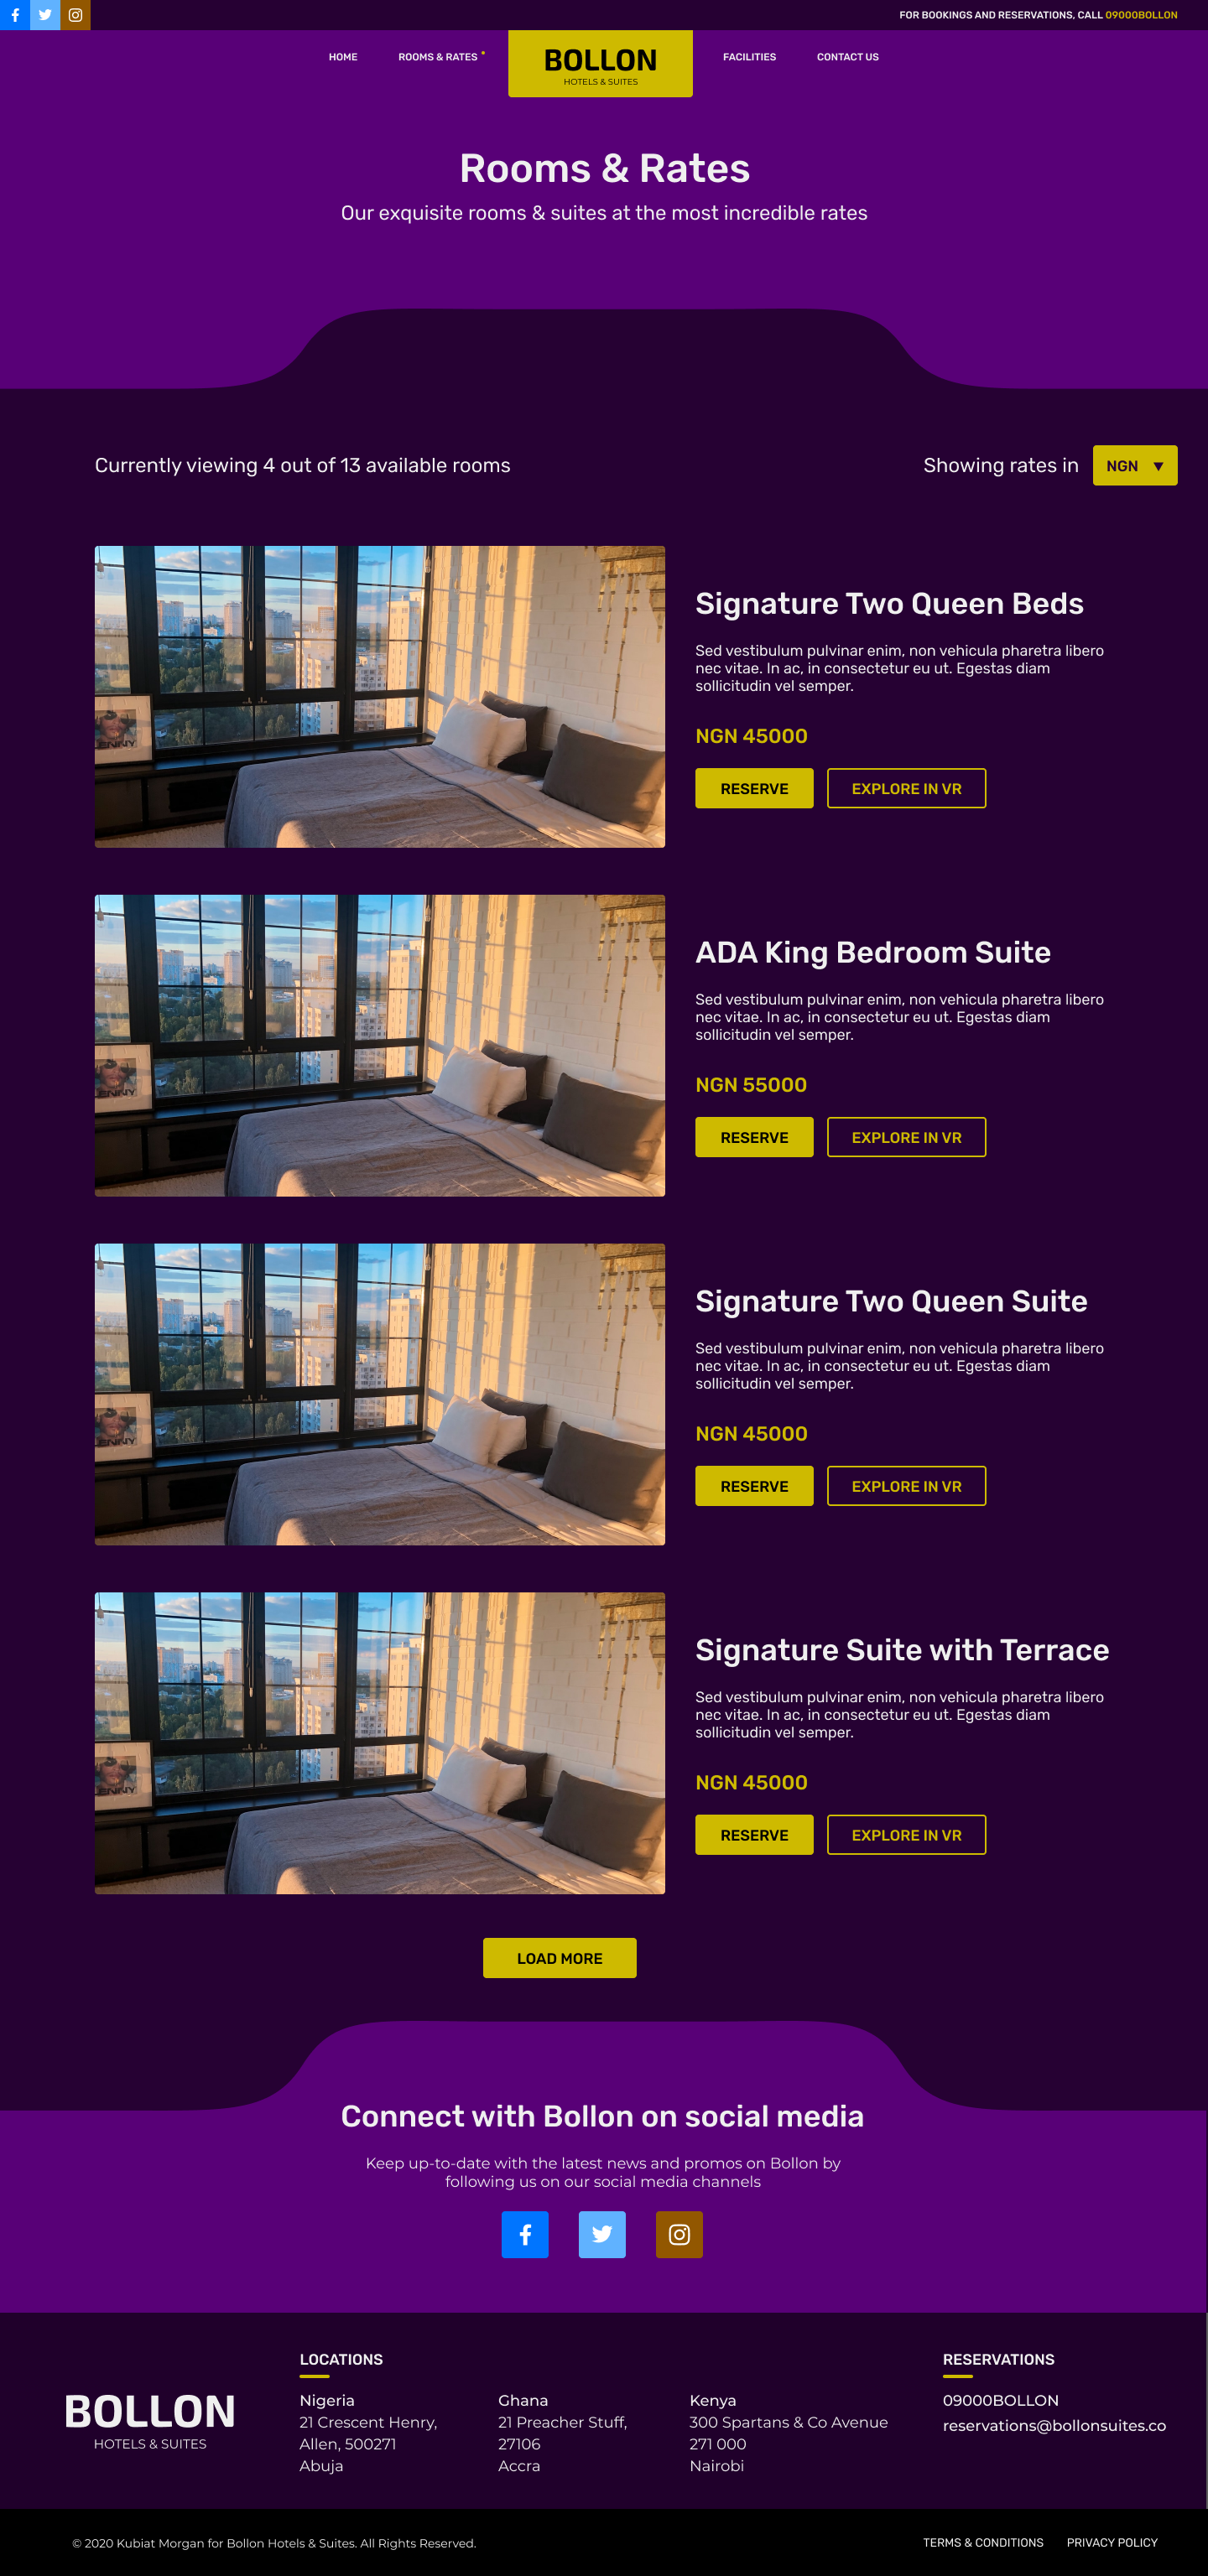 FOR BOOKINGS AND RESERVATIONS, CALL 09000BOLLON
HOME
ROOMS & RATES
BOLLON
HOTELS & SUITES
FACILITIES
CONTACT US
Rooms & Rates
Our exquisite rooms & suites at the most incredible rates
Currently viewing 4 out of 13 available rooms
Showing rates in
NGN
Signature Two Queen Beds
Sed vestibulum pulvinar enim, non vehicula pharetra libero
nec vitae. In ac, in consectetur eu ut. Egestas diam
sollicitudin vel semper.
NGN 45000
RESERVE
EXPLORE IN VR
ADA King Bedroom Suite
Sed vestibulum pulvinar enim, non vehicula pharetra libero
nec vitae. In ac, in consectetur eu ut. Egestas diam
sollicitudin vel semper.
NGN 55000
RESERVE
EXPLORE IN VR
Signature Two Queen Suite
Sed vestibulum pulvinar enim, non vehicula pharetra libero
nec vitae. In ac, in consectetur eu ut. Egestas diam
sollicitudin vel semper.
NGN 45000
RESERVE
EXPLORE IN VR
Signature Suite with Terrace
Sed vestibulum pulvinar enim, non vehicula pharetra libero
nec vitae. In ac, in consectetur eu ut. Egestas diam
sollicitudin vel semper.
NGN 45000
RESERVE
EXPLORE IN VR
LOAD MORE
Connect with Bollon on social media
Keep up-to-date with the latest news and promos on Bollon by
following us on our social media channels
BOLLON
HOTELS & SUITES
LOCATIONS
Nigeria
21 Crescent Henry,
Allen, 500271
Abuja
Ghana
21 Preacher Stuff,
27106
Accra
Kenya
300 Spartans & Co Avenue
271 000
Nairobi
RESERVATIONS
09000BOLLON
reservations@bollonsuites.co
© 2020 Kubiat Morgan for Bollon Hotels & Suites. All Rights Reserved.
TERMS & CONDITIONS
PRIVACY POLICY